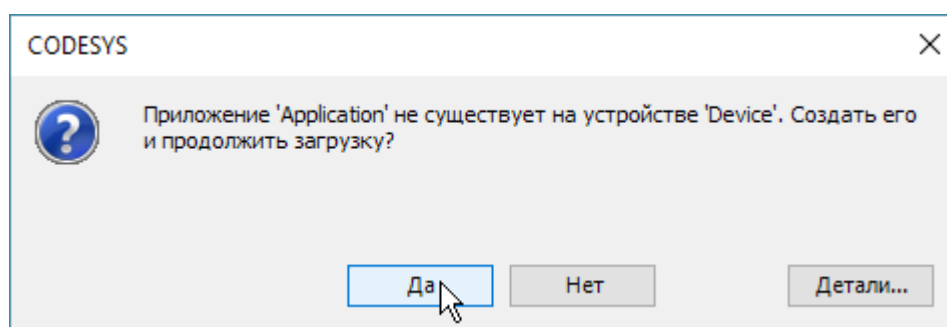 CODESYS
Приложение 'Application' не существует на устройстве 'Device'. Создать его
и продолжить загрузку?
Да
Нет
Детали...